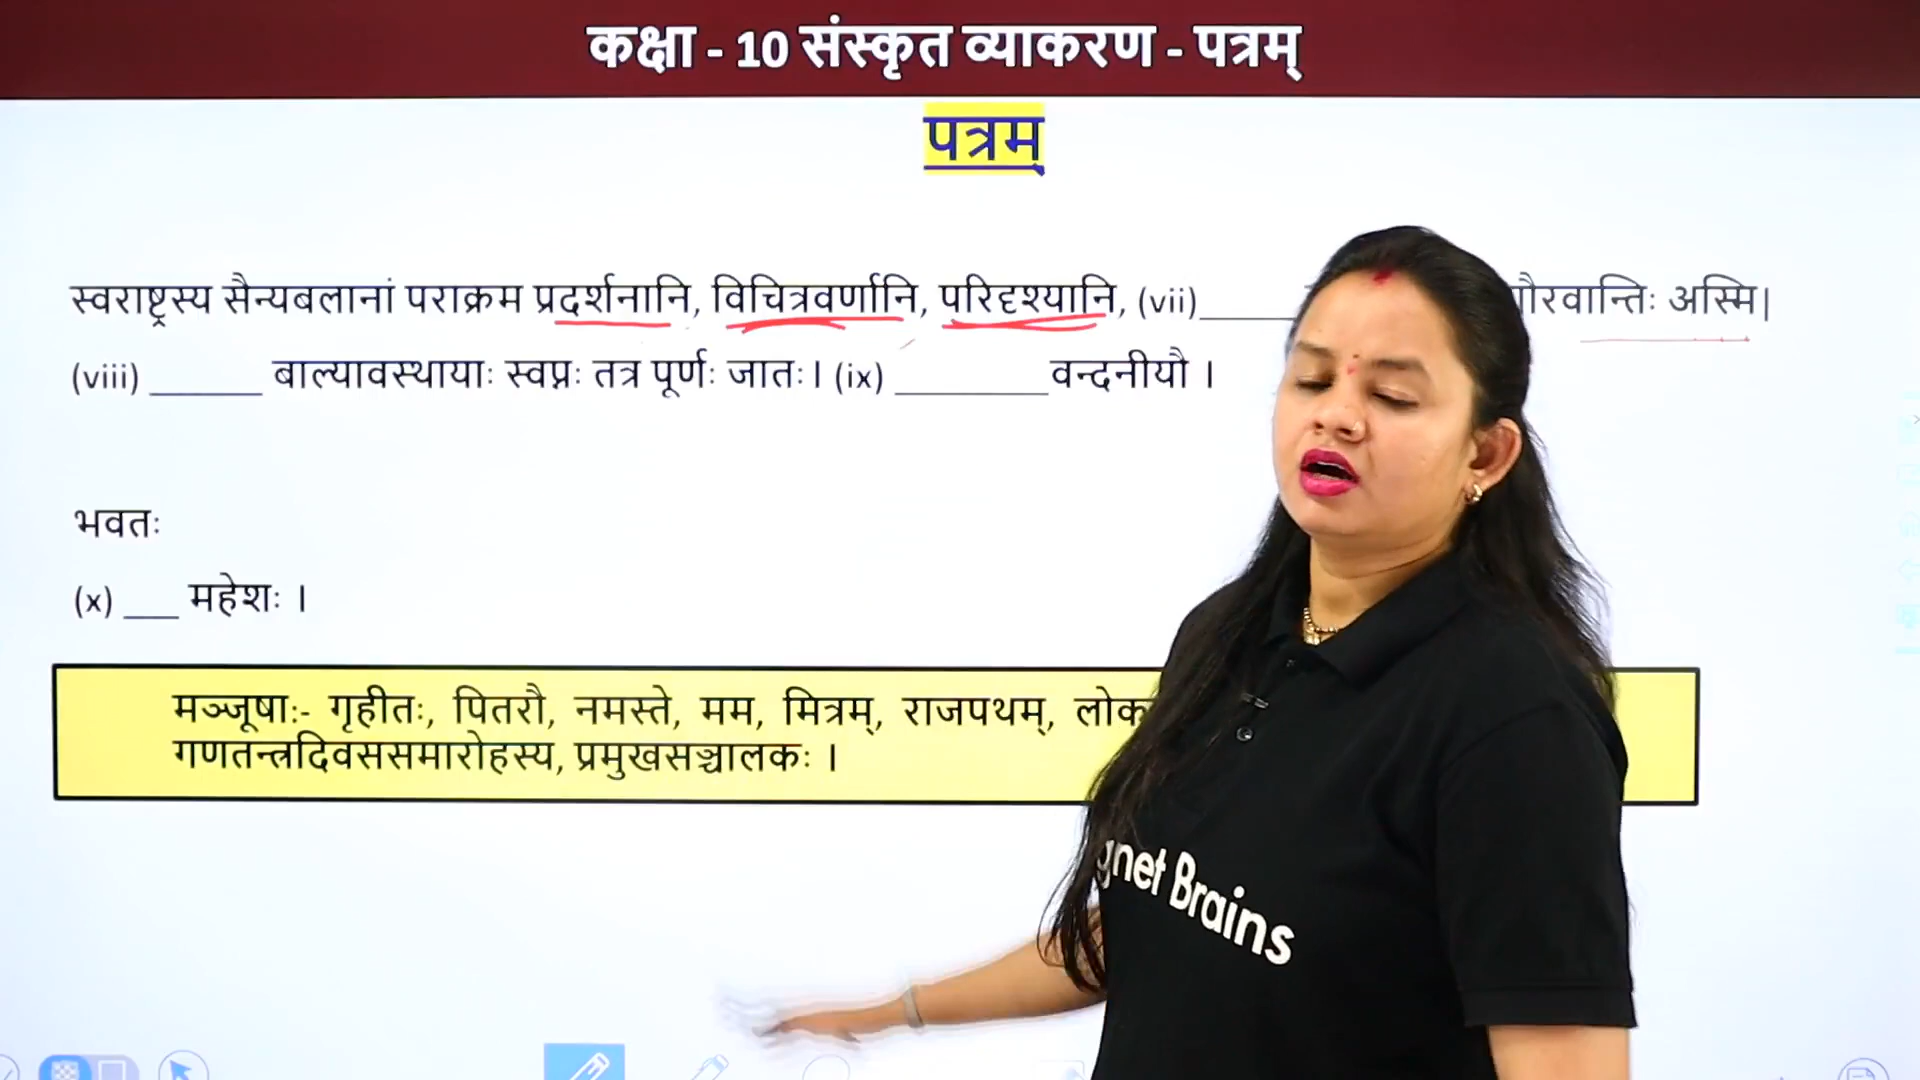 कक्षा - 10 संस्कृत व्याकरण - पत्रम्
पत्रम्
स्वराष्ट्रस्य सैन्यबलानां पराक्रम प्रदर्शनानि, विचित्रवर्णानि, परिदृश्यानि, (vii)______ गौरवान्तिः अस्मि|
(viii) ______ बाल्यावस्थायाः स्वप्नः तत्र पूर्णः जातः। (ix) ________ वन्दनीयौ ।
भवतः
(x) ___ महेशः ।
मञ्जूषाः- गृहीतः, पितरौ, नमस्ते, मम, मित्रम्, राजपथम्,
गणतन्त्रदिवससमारोहस्य, प्रमुखसञ्चालकः ।
gnet Brains